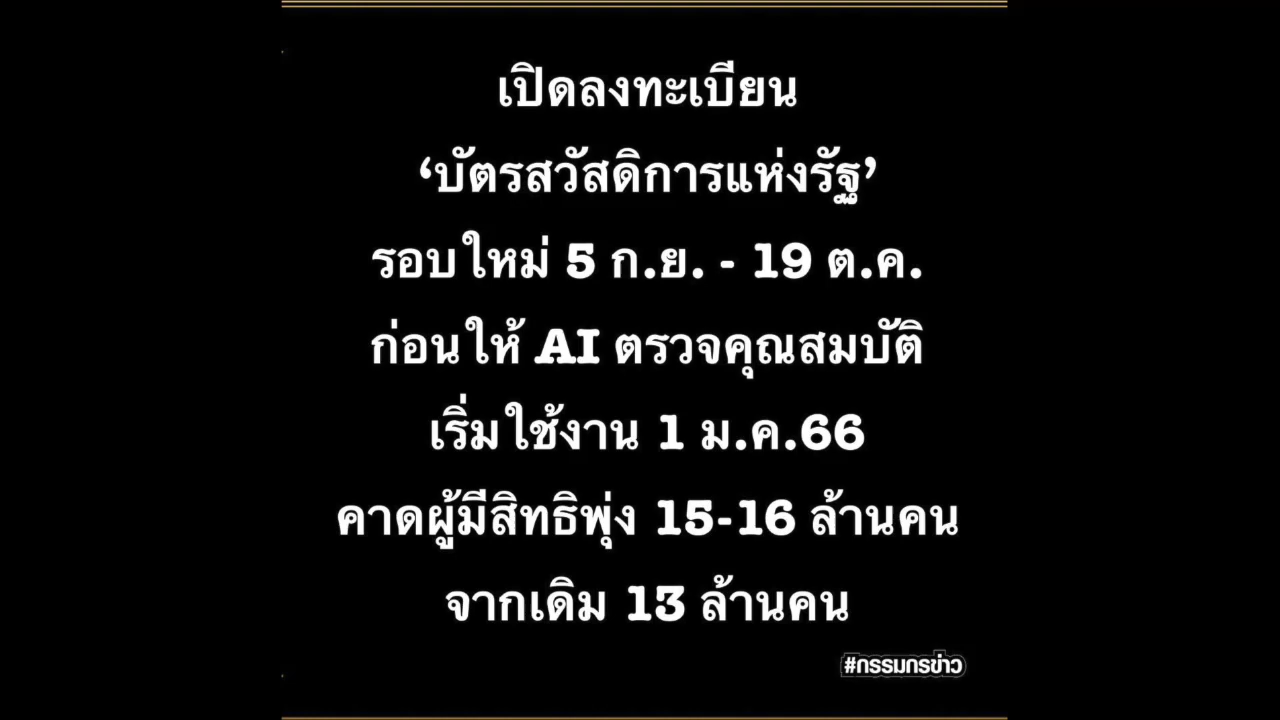 เปิดลงทะเบียน
‘บัตรสวัสดิการแห่งรัฐ’
รอบใหม่ 5 ก.ย. - 19 ต.ค.
ก่อนให้ AI ตรวจคุณสมบัติ
เริ่มใช้งาน 1 ม.ค.66
คาดผู้มีสิทธิพุ่ง 15-16 ล้านคน
จากเดิม 13 ล้านคน
#กรรมกรข่าว